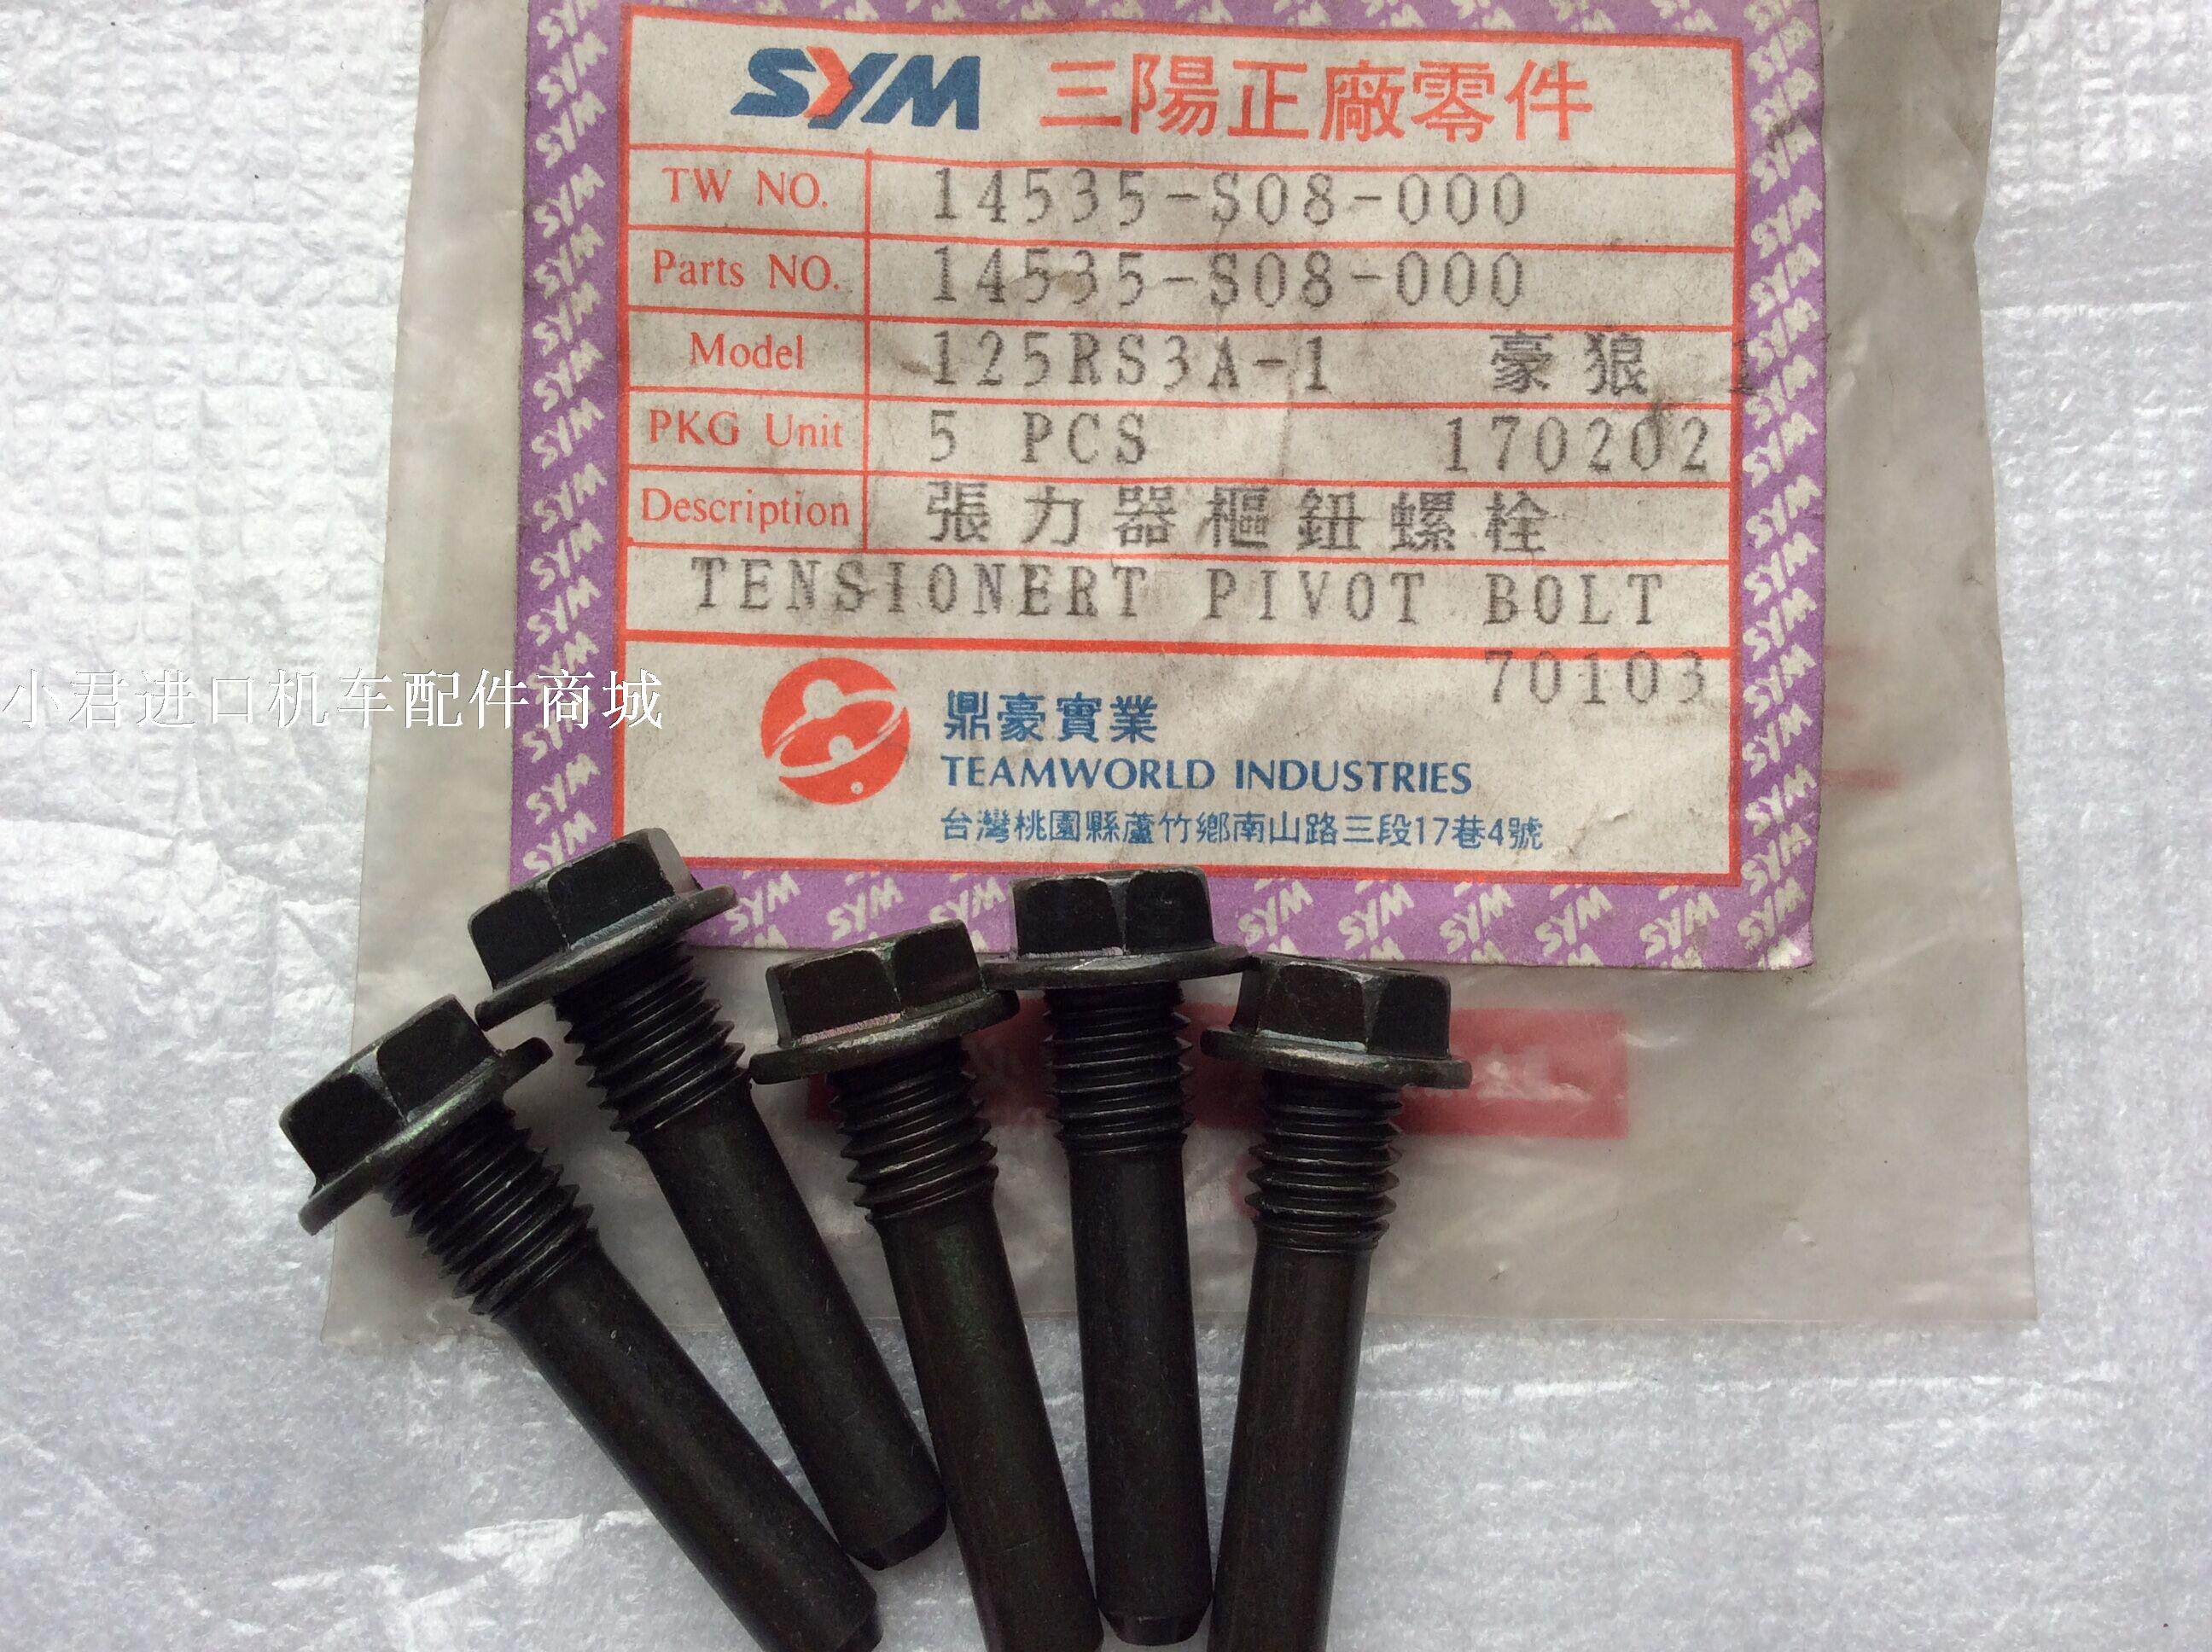 SYM 三陽正廠零件
TW NO. 14535-S08-000
Parts NO. 14535-S08-000
Model 125RS3A-1 豪狼 1
PKG Unit 5 PCS 170202
Description 張力器樞鈕螺栓
TENSIONERT PIVOT BOLT
70103
鼎豪實業
TEAMWORLD INDUSTRIES
台灣桃園縣蘆竹鄉南山路三段17巷4號
小君进口机车配件商城